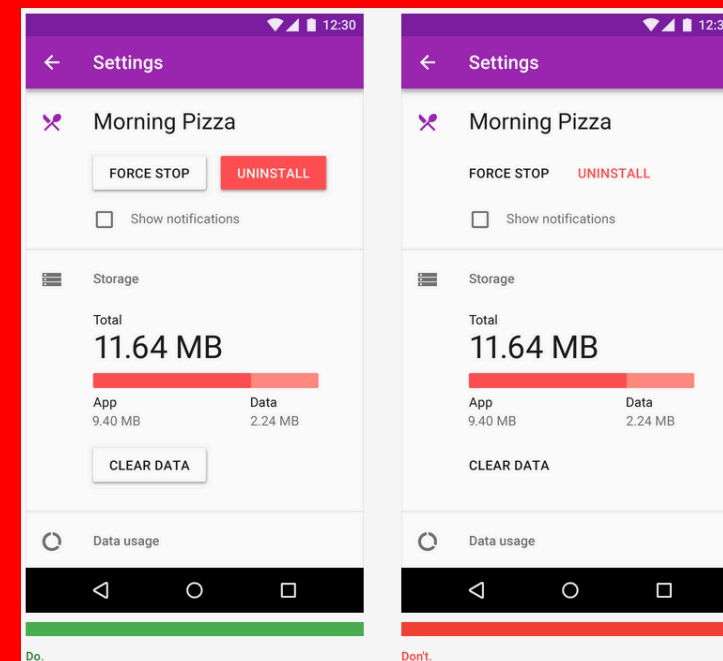 12:30
Settings
Morning Pizza
FORCE STOP UNINSTALL
Show notifications
Storage
Total
11.64 MB
App Data
9.40 MB 2.24 MB
CLEAR DATA
Data usage
Do.
12:3
Settings
Morning Pizza
FORCE STOP UNINSTALL
Show notifications
Storage
Total
11.64 MB
App Data
9.40 MB 2.24 MB
CLEAR DATA
Data usage
Don't.